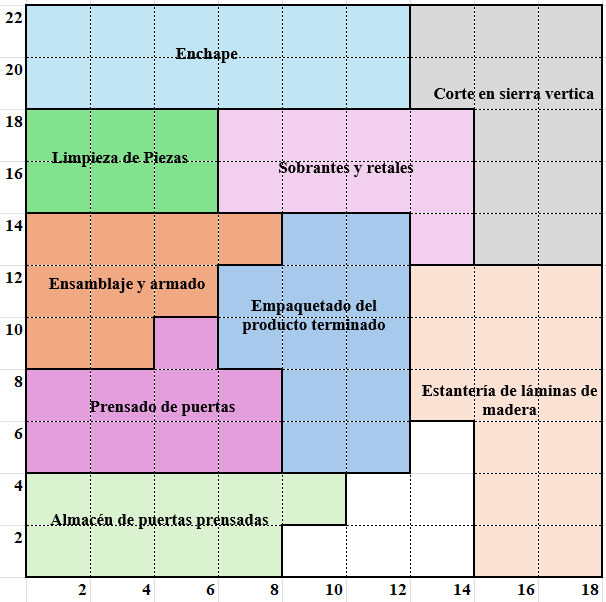 22
Enchape
20
Corte en sierra vertica
18
Limpieza de Piezas
Sobrantes y retales
16
14
Ensamblaje y armado
12
Empaquetado del
producto terminado
10
8
Estantería de láminas de
madera
Prensado de puertas
6
4
Almacén de puertas prensadas
2
2 4 6 8 10 12 14 16 18